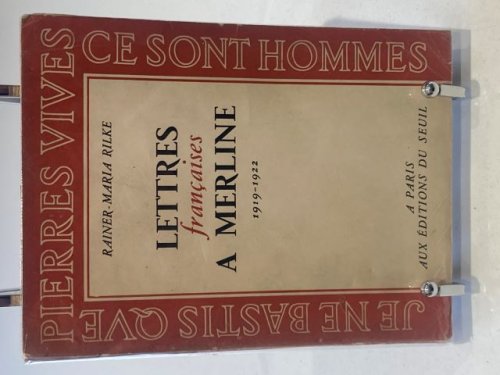 JE NE BASTIS QVE
PIERRES VIVES
CE SONT HOMMES
RAINER-MARIA RILKE
LETTRES
françaises
A MERLINE
1919-1922
A PARIS
AUX ÉDITIONS DU SEUIL